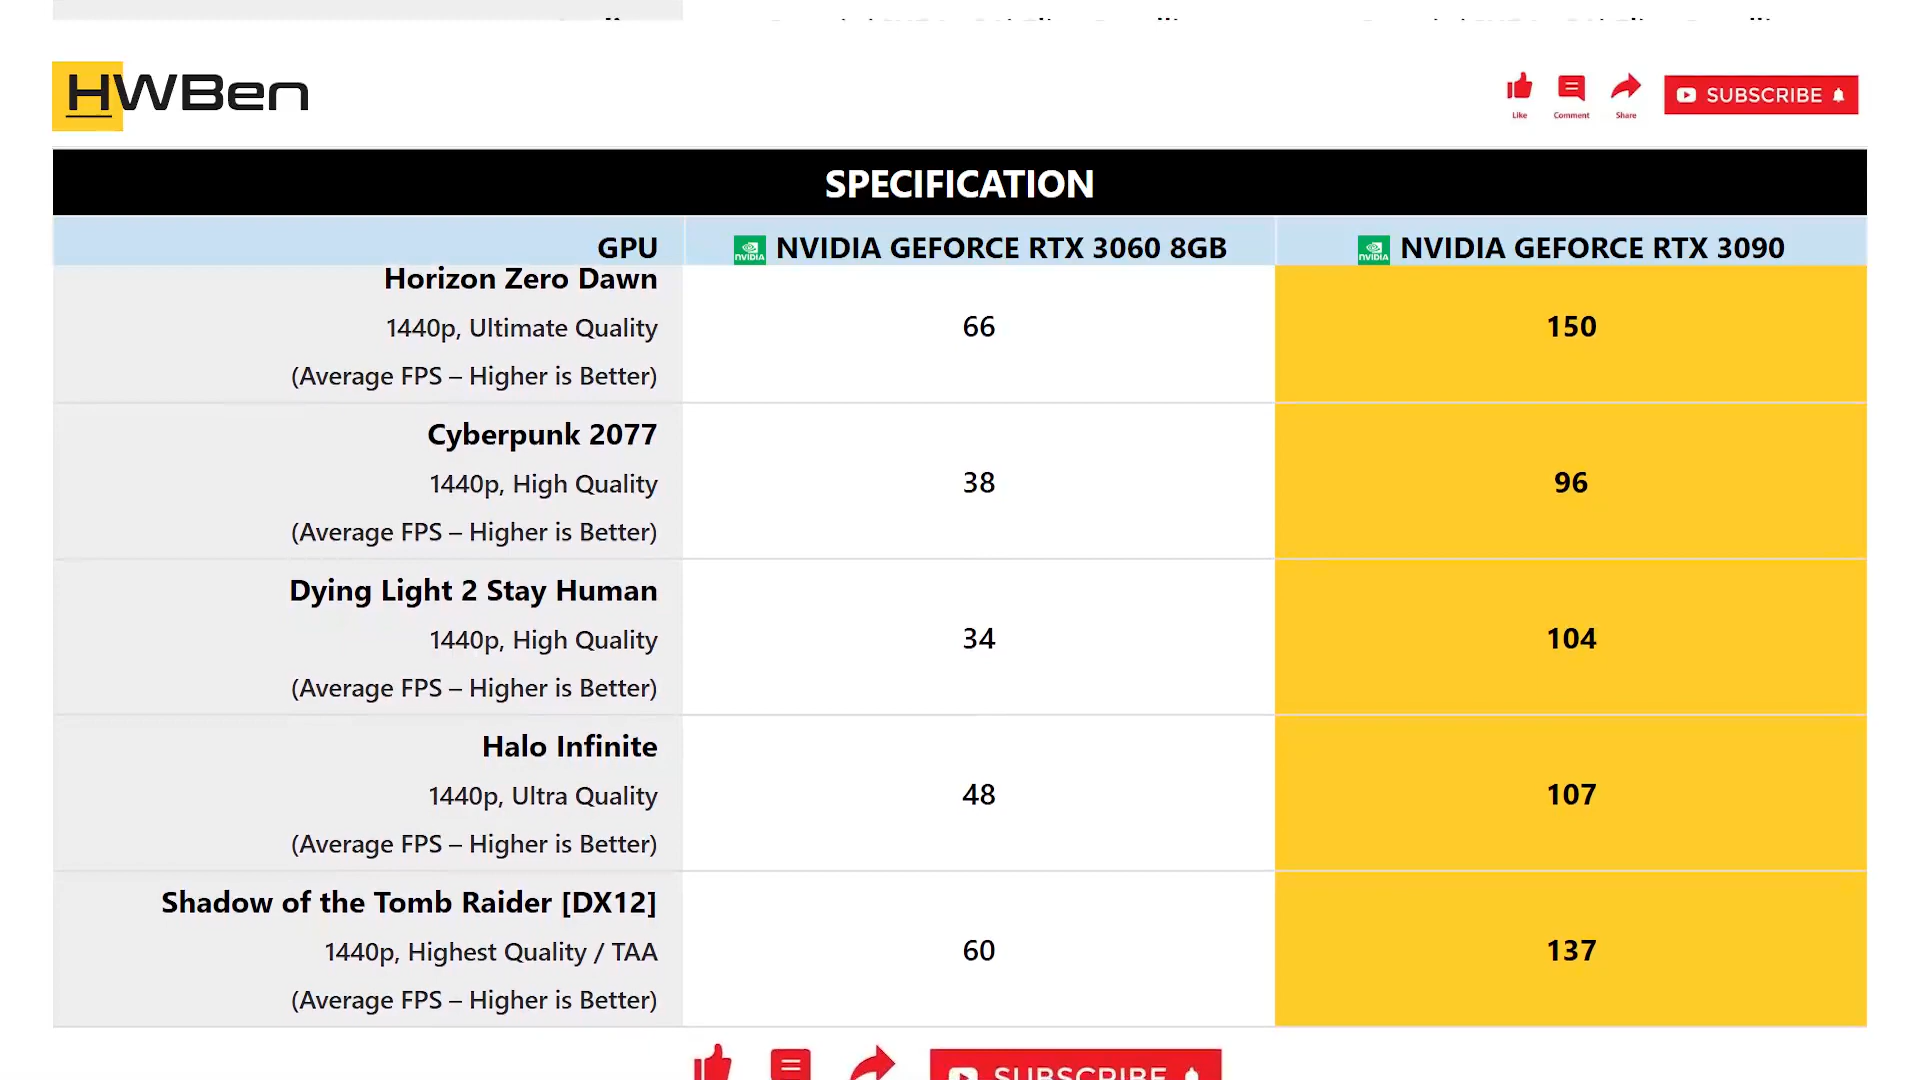 HWBen
Like Comment Share SUBSCRIBE
SPECIFICATION
GPU NVIDIA NVIDIA GEFORCE RTX 3060 8GB NVIDIA NVIDIA GEFORCE RTX 3090
Horizon Zero Dawn
1440p, Ultimate Quality 66 150
(Average FPS – Higher is Better)
Cyberpunk 2077
1440p, High Quality 38 96
(Average FPS – Higher is Better)
Dying Light 2 Stay Human
1440p, High Quality 34 104
(Average FPS – Higher is Better)
Halo Infinite
1440p, Ultra Quality 48 107
(Average FPS – Higher is Better)
Shadow of the Tomb Raider [DX12]
1440p, Highest Quality / TAA 60 137
(Average FPS – Higher is Better)
SUBSCRIBE